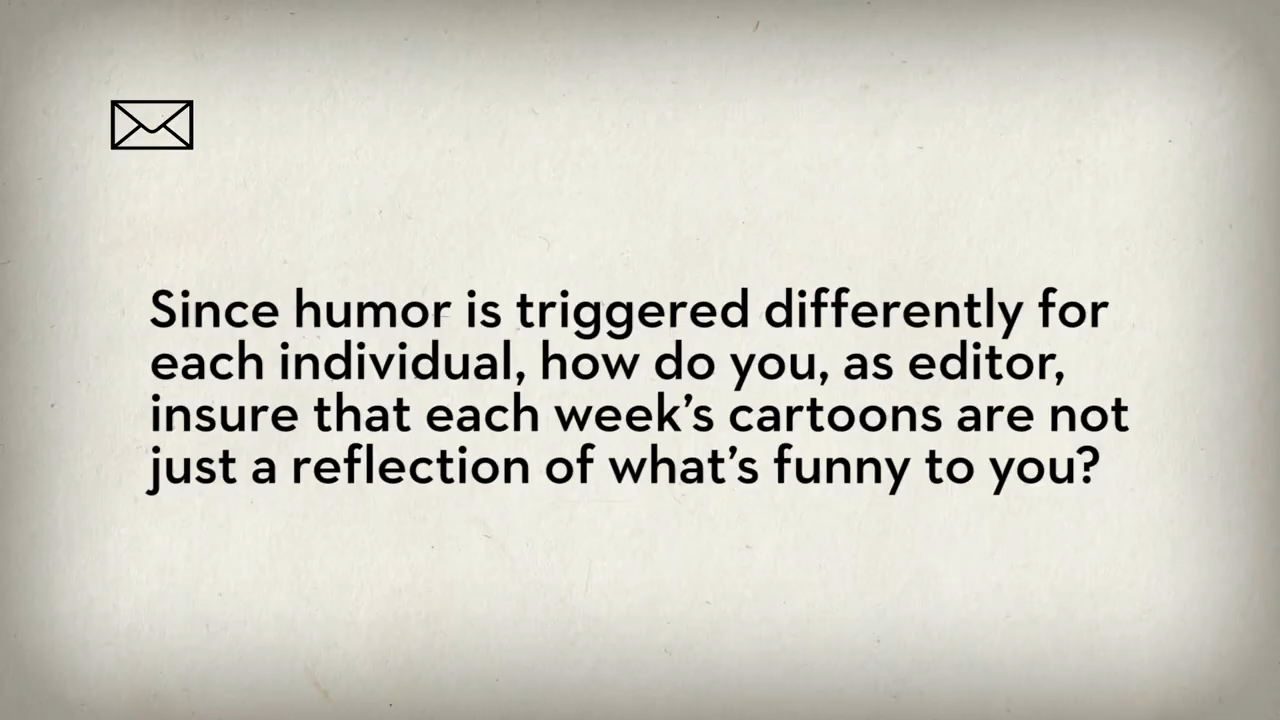 Since humor is triggered differently for
each individual, how do you, as editor,
insure that each week’s cartoons are not
just a reflection of what’s funny to you?